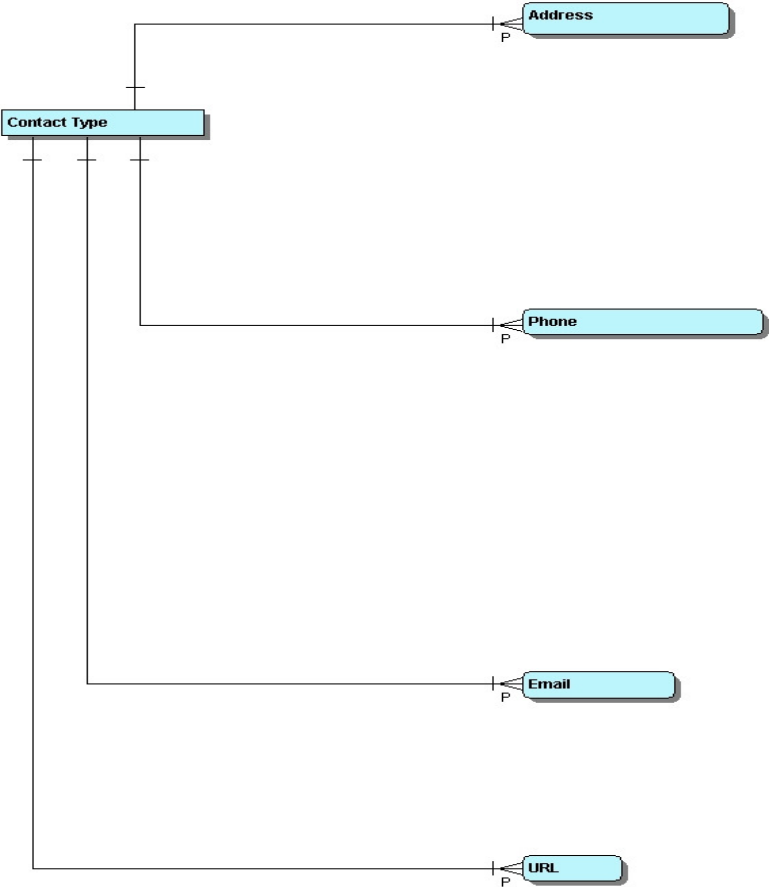 Address
P
Contact Type
Phone
P
Email
P
URL
P